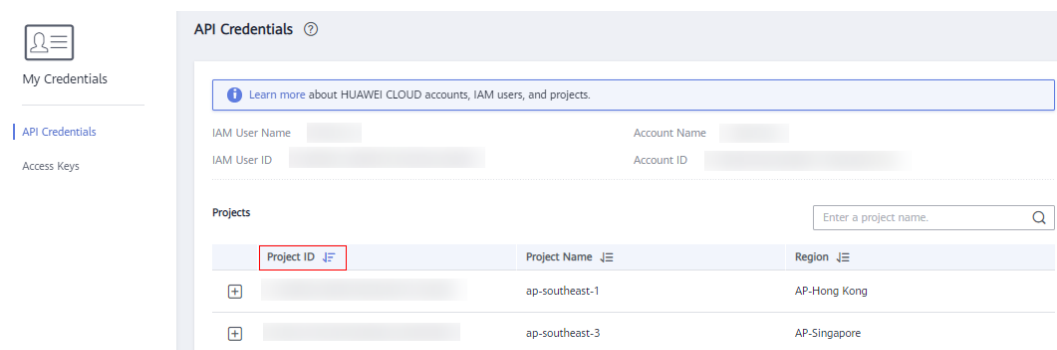 API Credentials ?
My Credentials
API Credentials
Access Keys
Learn more about HUAWEI CLOUD accounts, IAM users, and projects.
IAM User Name Account Name
IAM User ID Account ID
Projects
Enter a project name.
Project ID Project Name Region
ap-southeast-1 AP-Hong Kong
ap-southeast-3 AP-Singapore